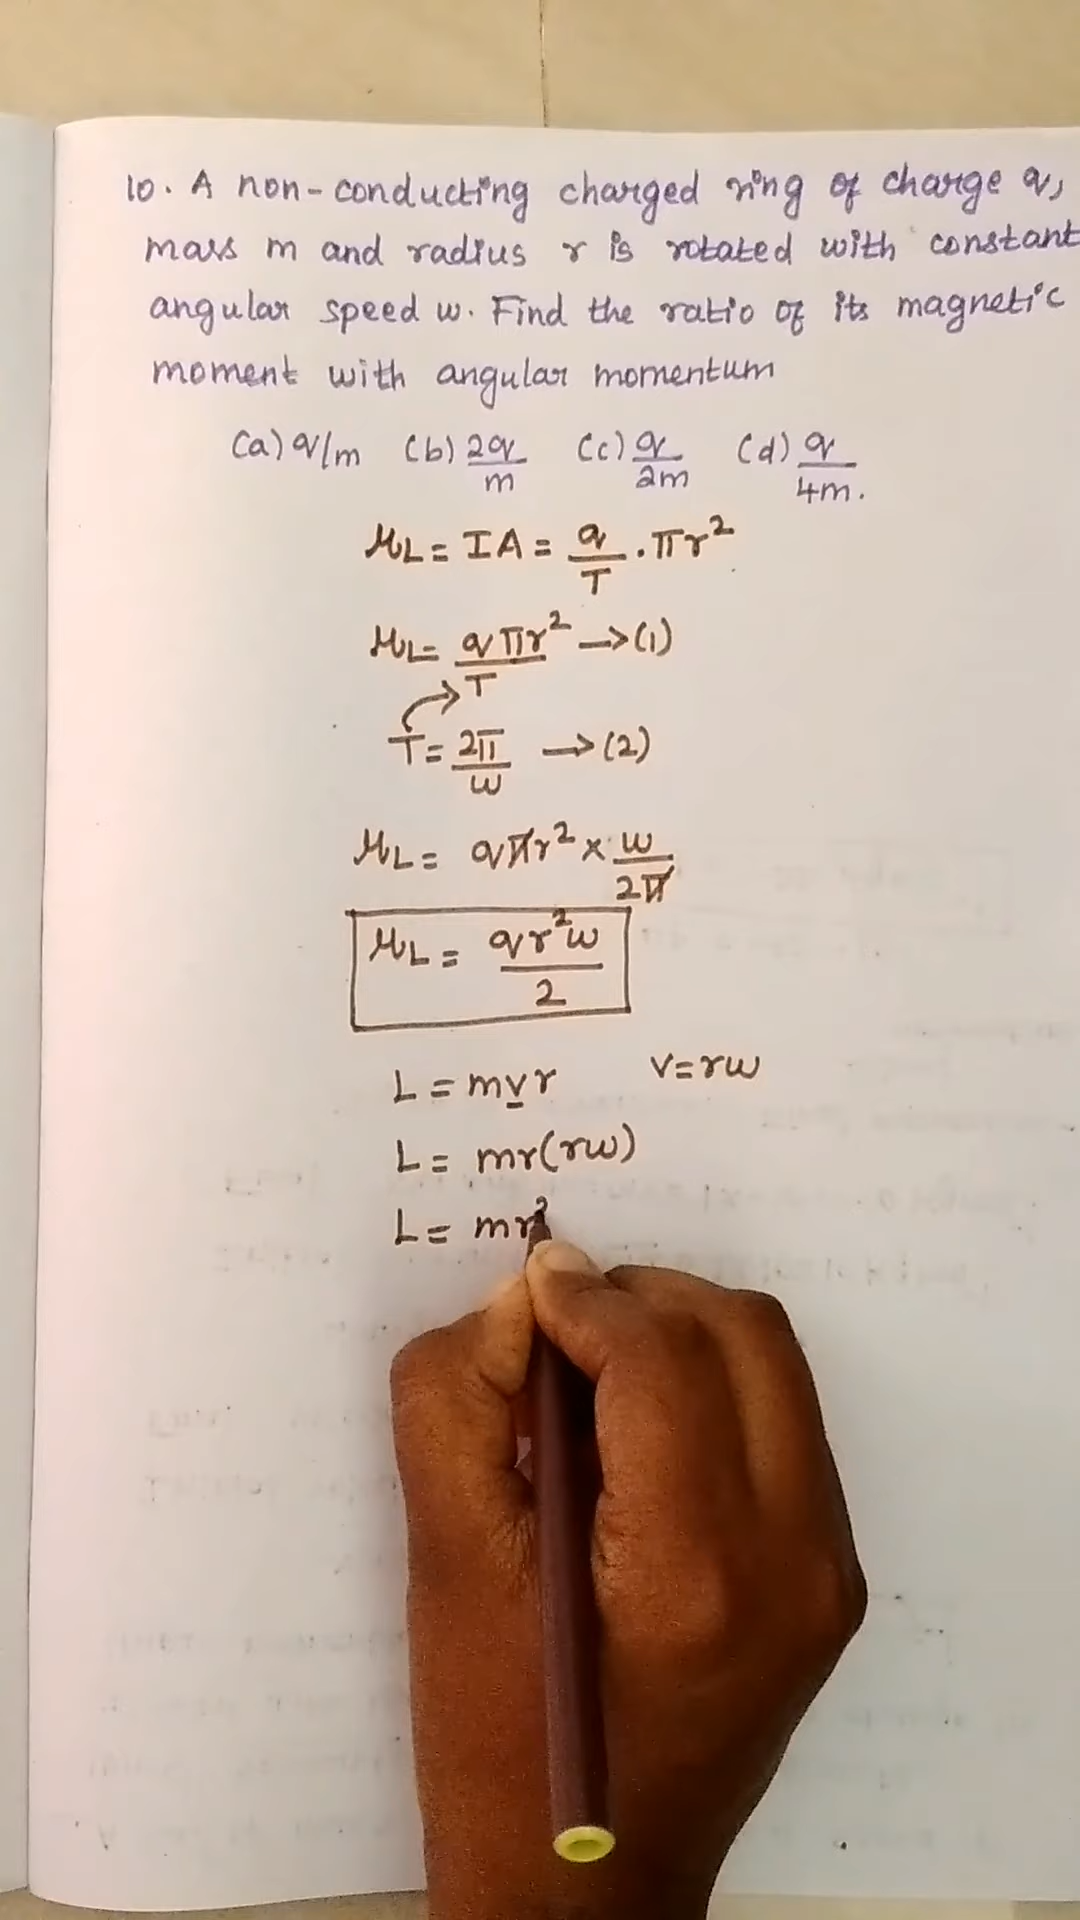 10. A non-conducting charged ring of charge q,
mass m and radius r is rotated with constant
angular speed w. Find the ratio of its magnetic
moment with angular momentum
(a) q/m (b) 2q/m (c) q/2m (d) q/4m.
μL = IA = q/T . πr²
μL = qπr²/T → (1)
T = 2π/ω → (2)
μL = qπr² × ω/2π
μL = qr²ω/2
L = mvr v = rω
L = mr(rω)
L = mr²